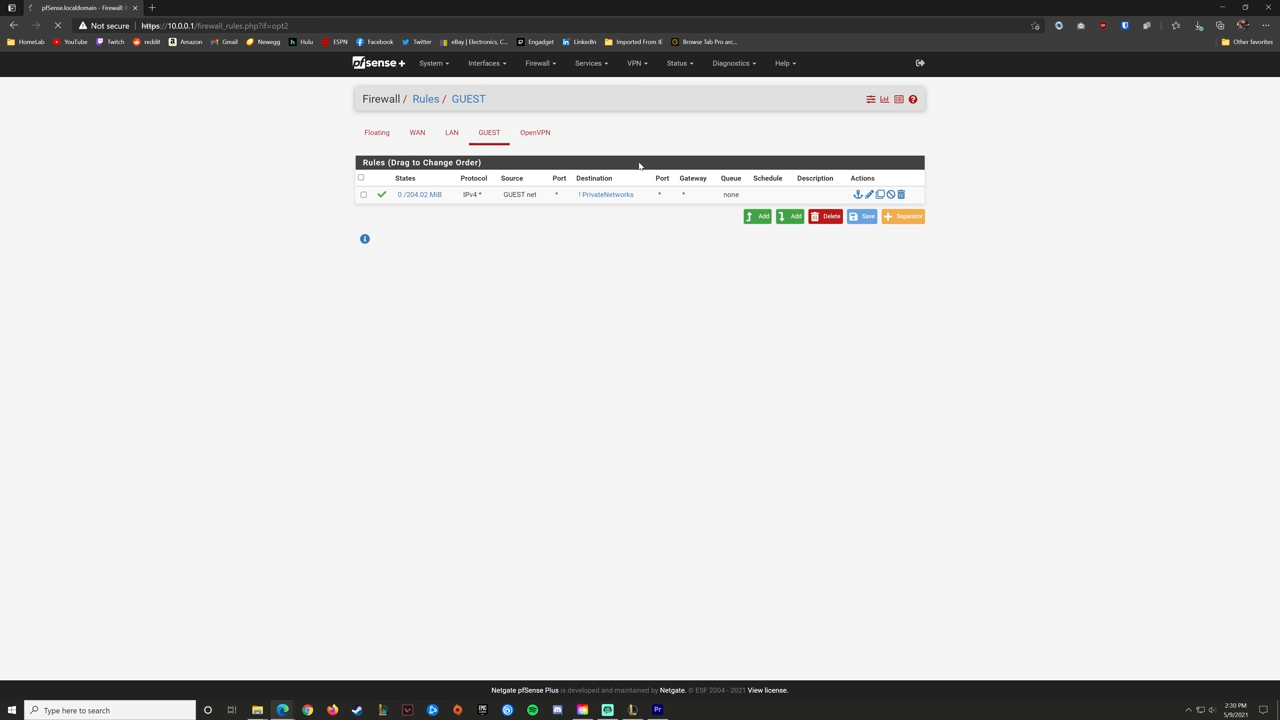 pfSense.localdomain - Firewall: R
Not secure https://10.0.0.1/firewall_rules.php?if=opt2
HomeLab YouTube Twitch reddit Amazon Gmail Newegg Hulu ESPN Facebook Twitter eBay | Electronics, C... Engadget LinkedIn Imported From IE Browse Tab Pro arc... Other favorites
pfsense + System Interfaces Firewall Services VPN Status Diagnostics Help
Firewall / Rules / GUEST
Floating WAN LAN GUEST OpenVPN
Rules (Drag to Change Order)
States Protocol Source Port Destination Port Gateway Queue Schedule Description Actions
0 /204.02 MiB IPv4 * GUEST net * ! PrivateNetworks * * none
Add Add Delete Save Separator
Netgate pfSense Plus is developed and maintained by Netgate. © ESF 2004 - 2021 View license.
Type here to search
2:30 PM
5/9/2021